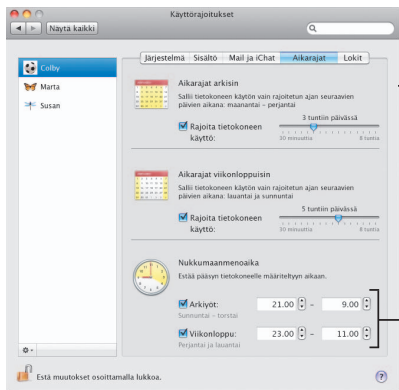 Käyttörajoitukset
Näytä kaikki
Järjestelmä Sisältö Mail ja iChat Aikarajat Lokit
Colby
Marta
Susan
Aikarajat arkisin
Sallii tietokoneen käytön vain rajoitetun ajan seuraavien
päivien aikana: maanantai – perjantai
3 tuntiin päivässä
Rajoita tietokoneen
käyttö:
30 minuuttia 8 tuntia
Aikarajat viikonloppuisin
Sallii tietokoneen käytön vain rajoitetun ajan seuraavien
päivien aikana: lauantai ja sunnuntai
5 tuntiin päivässä
Rajoita tietokoneen
käyttö:
30 minuuttia 8 tuntia
Nukkumaanmenoaika
Estää pääsyn tietokoneelle määriteltyyn aikaan.
Arkiyöt: 21.00 – 9.00
Sunnuntai – torstai
Viikonloppu: 23.00 – 11.00
Perjantai ja lauantai
Estä muutokset osoittamalla lukkoa.
?